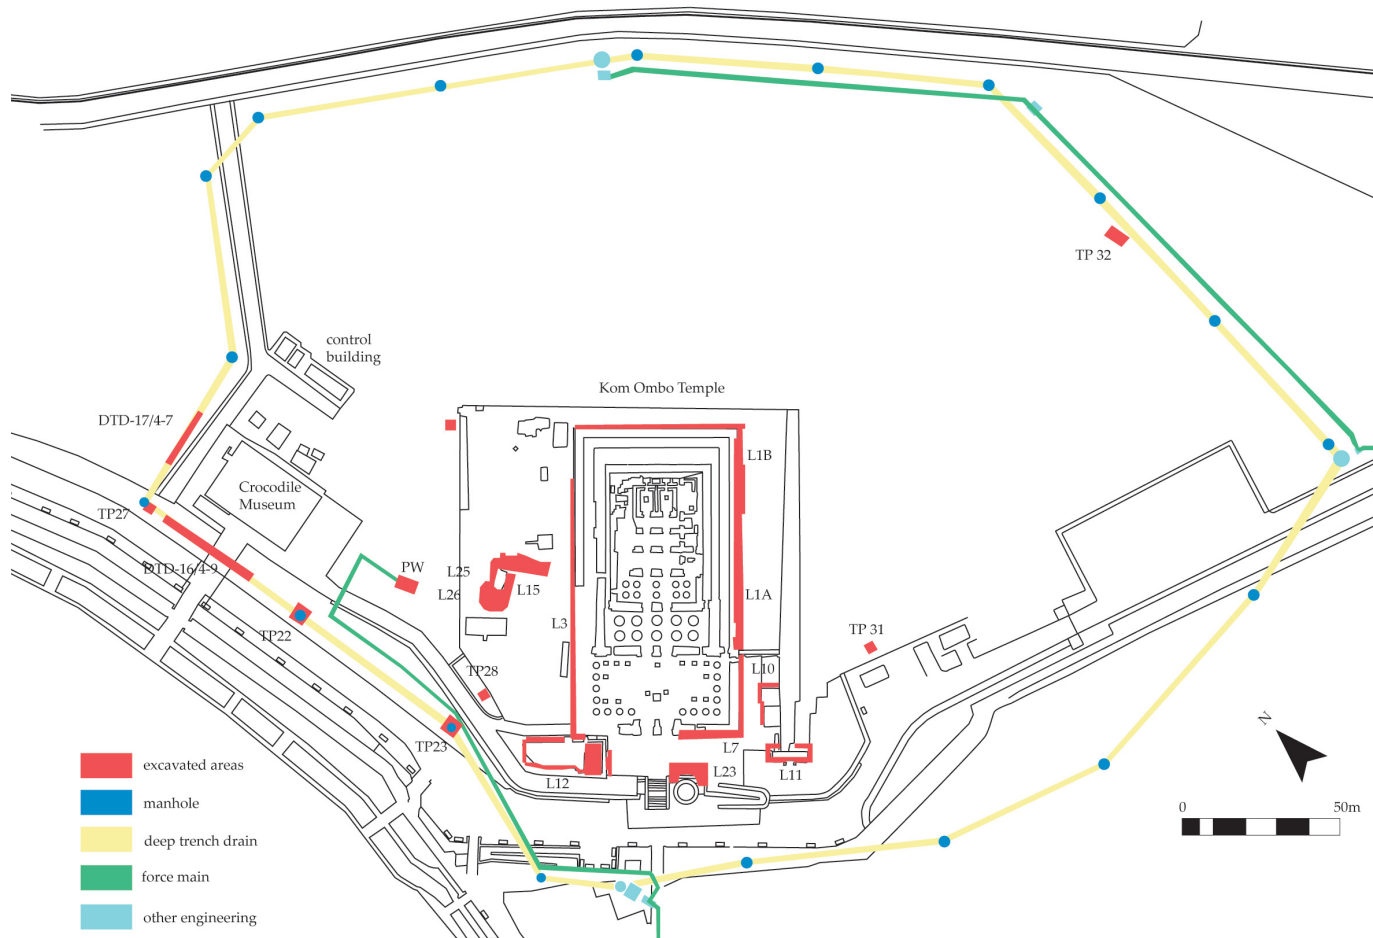 TP 32
control
building
Kom Ombo Temple
DTD-17/4-7
L1B
Crocodile
Museum
TP27
DTD-16/4-9
PW
L25
L26
L15
L1A
L3
TP22
TP 31
L10
TP28
N
TP23
L7
L12
L23
L11
excavated areas
manhole
deep trench drain
force main
other engineering
0
50m